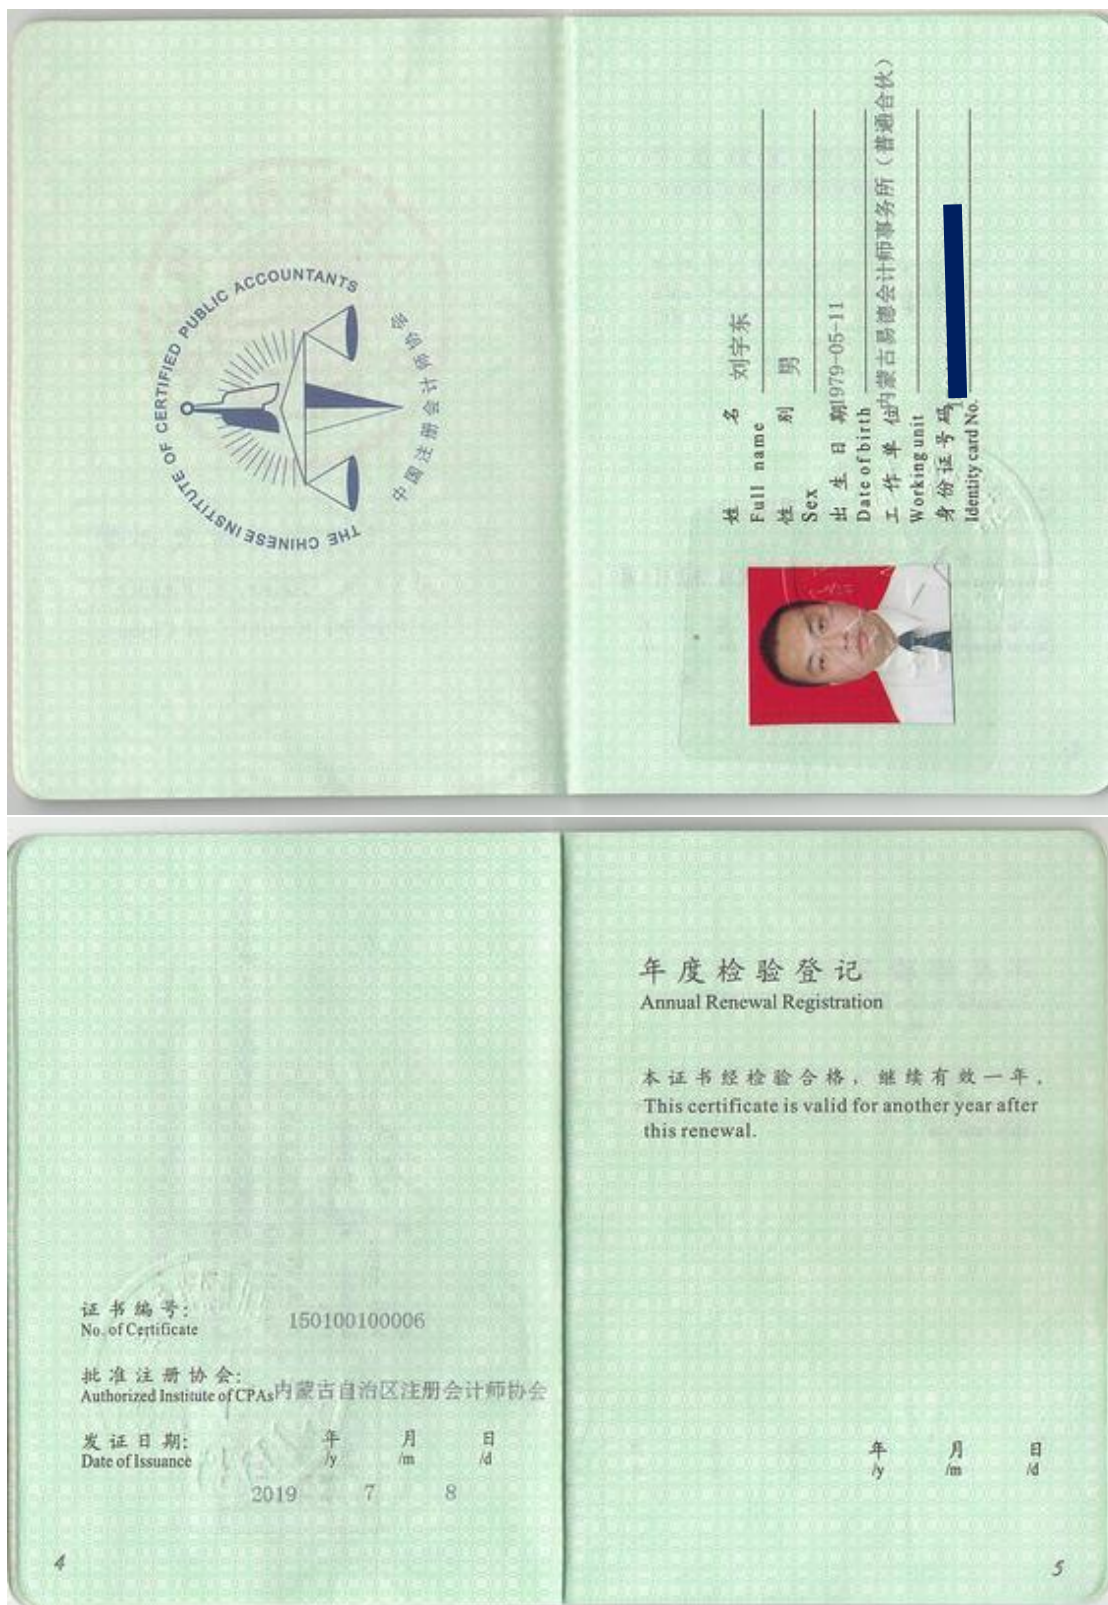 THE CHINESE INSTITUTE OF CERTIFIED PUBLIC ACCOUNTANTS
中国注册会计师协会
姓 名 刘宇东
Full name
性 别 男
Sex
出生日期 1979-05-11
Date of birth
工作单位 内蒙古易德会计师事务所（普通合伙）
Working unit
身份证号码
Identity card No.
年度检验登记
Annual Renewal Registration
本证书经检验合格，继续有效一年。
This certificate is valid for another year after
this renewal.
证书编号： 150100100006
No. of Certificate
批准注册协会： 内蒙古自治区注册会计师协会
Authorized Institute of CPAs
发证日期： 年 月 日
Date of Issuance /y /m /d
2019 7 8
4
年 月 日
/y /m /d
5